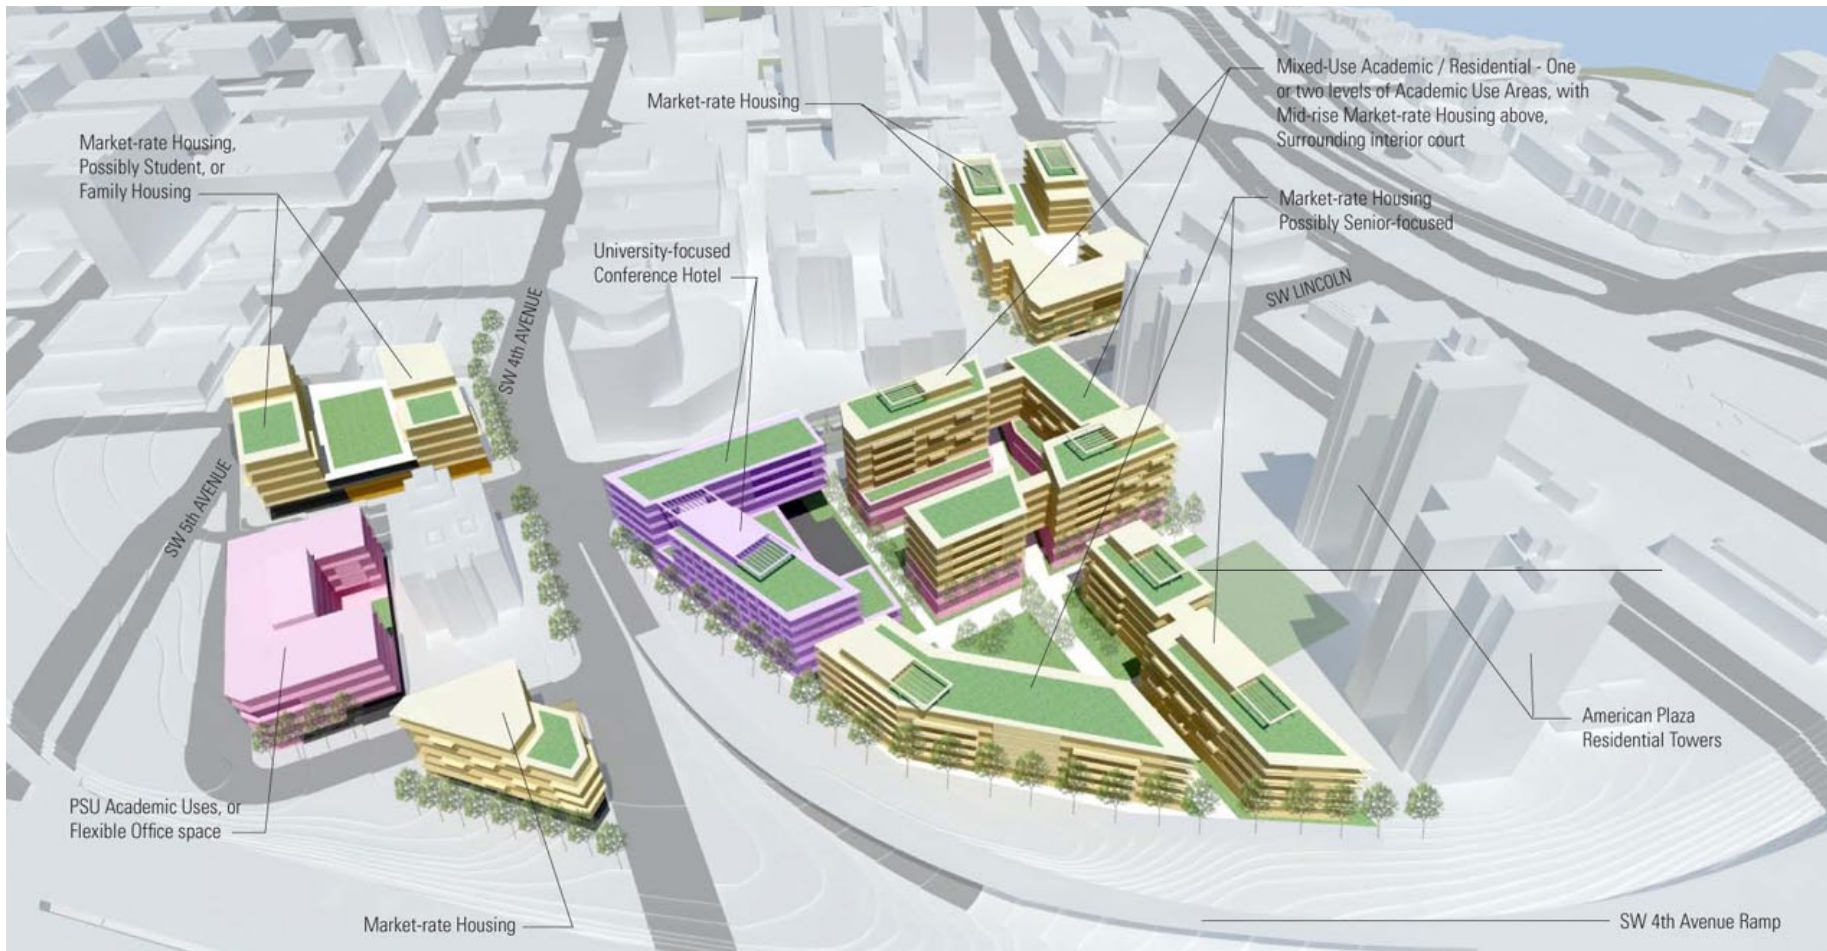 Mixed-Use Academic / Residential - One
or two levels of Academic Use Areas, with
Mid-rise Market-rate Housing above,
Surrounding interior court
Market-rate Housing
Market-rate Housing,
Possibly Student, or
Family Housing
Market-rate Housing
Possibly Senior-focused
University-focused
Conference Hotel
SW LINCOLN
SW 4th AVENUE
SW 5th AVENUE
American Plaza
Residential Towers
PSU Academic Uses, or
Flexible Office space
Market-rate Housing
SW 4th Avenue Ramp